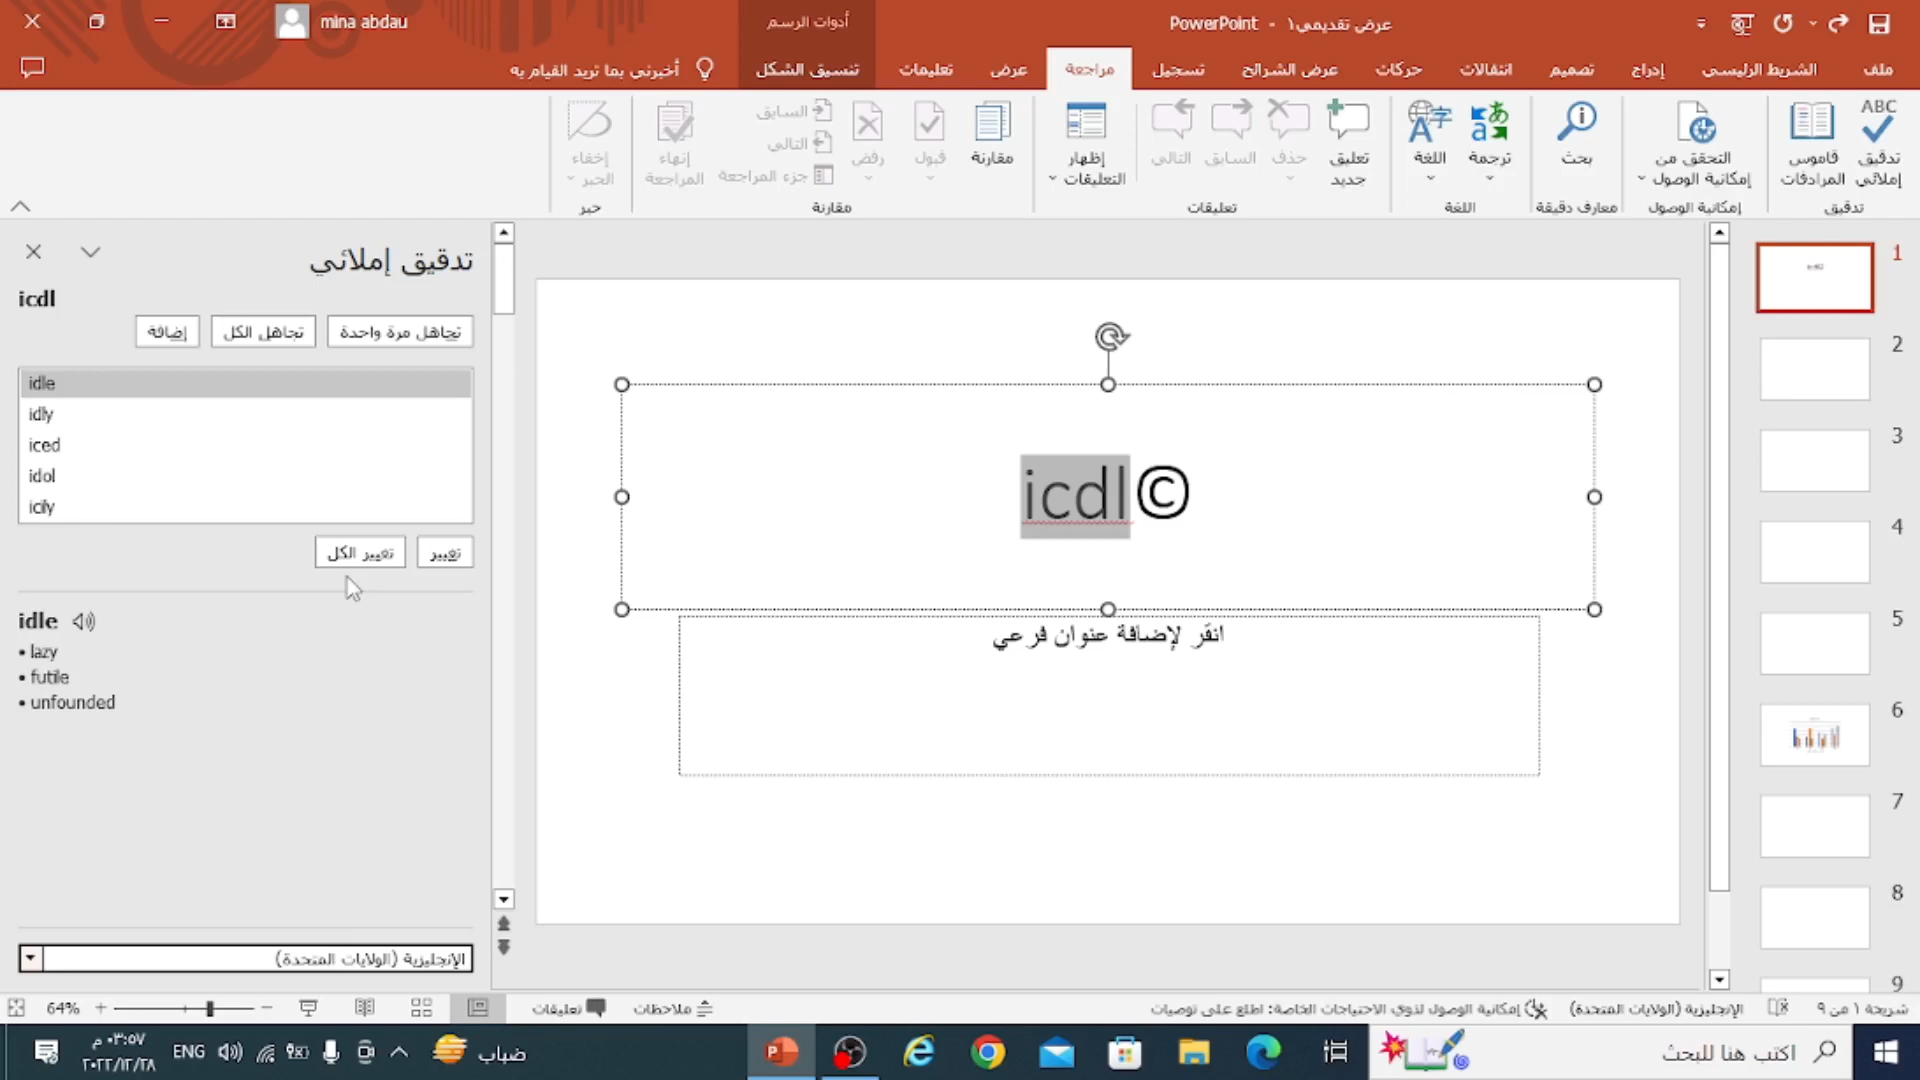 mina abdau
أدوات الرسم
عرض تقديمي١ - PowerPoint
ملف
الشريط الرئيسي
إدراج
تصميم
انتقالات
حركات
عرض الشرائح
تسجيل
مراجعة
عرض
تعليمات
تنسيق الشكل
أخبرني بما تريد القيام به
ABC
تدقيق إملائي
قاموس المرادفات
التحقق من إمكانية الوصول
بحث
ترجمة
اللغة
تعليق جديد
حذف
السابق
التالي
إظهار التعليقات
مقارنة
قبول
رفض
السابق
التالي
جزء المراجعة
إنهاء المراجعة
إخفاء الحبر
تدقيق
إمكانية الوصول
معارف دقيقة
اللغة
تعليقات
مقارنة
حبر
تدقيق إملائي
icdl
تجاهل مرة واحدة
تجاهل الكل
إضافة
idle
idly
iced
idol
icily
تغيير
تغيير الكل
idle
• lazy
• futile
• unfounded
الإنجليزية (الولايات المتحدة)
icdl©
انقر لإضافة عنوان فرعي
1
2
3
4
5
6
7
8
9
شريحة ١ من ٩
الإنجليزية (الولايات المتحدة)
إمكانية الوصول لذوي الاحتياجات الخاصة: اطلع على توصيات
ملاحظات
تعليقات
64%
اكتب هنا للبحث
ضباب
ENG
٠٣:٥٧ م
٢٠٢٢/١٢/٢٨